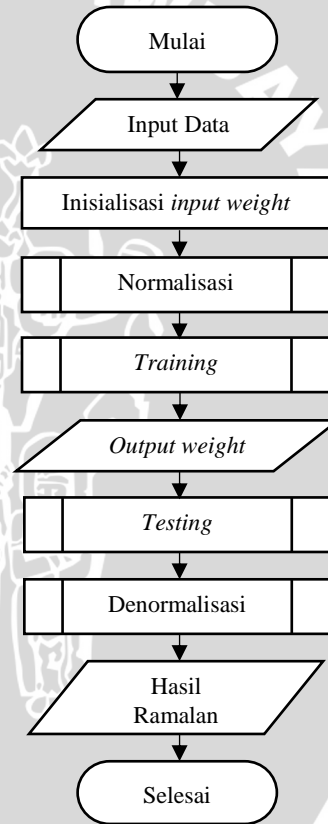 Mulai
Input Data
Inisialisasi input weight
Normalisasi
Training
Output weight
Testing
Denormalisasi
Hasil
Ramalan
Selesai